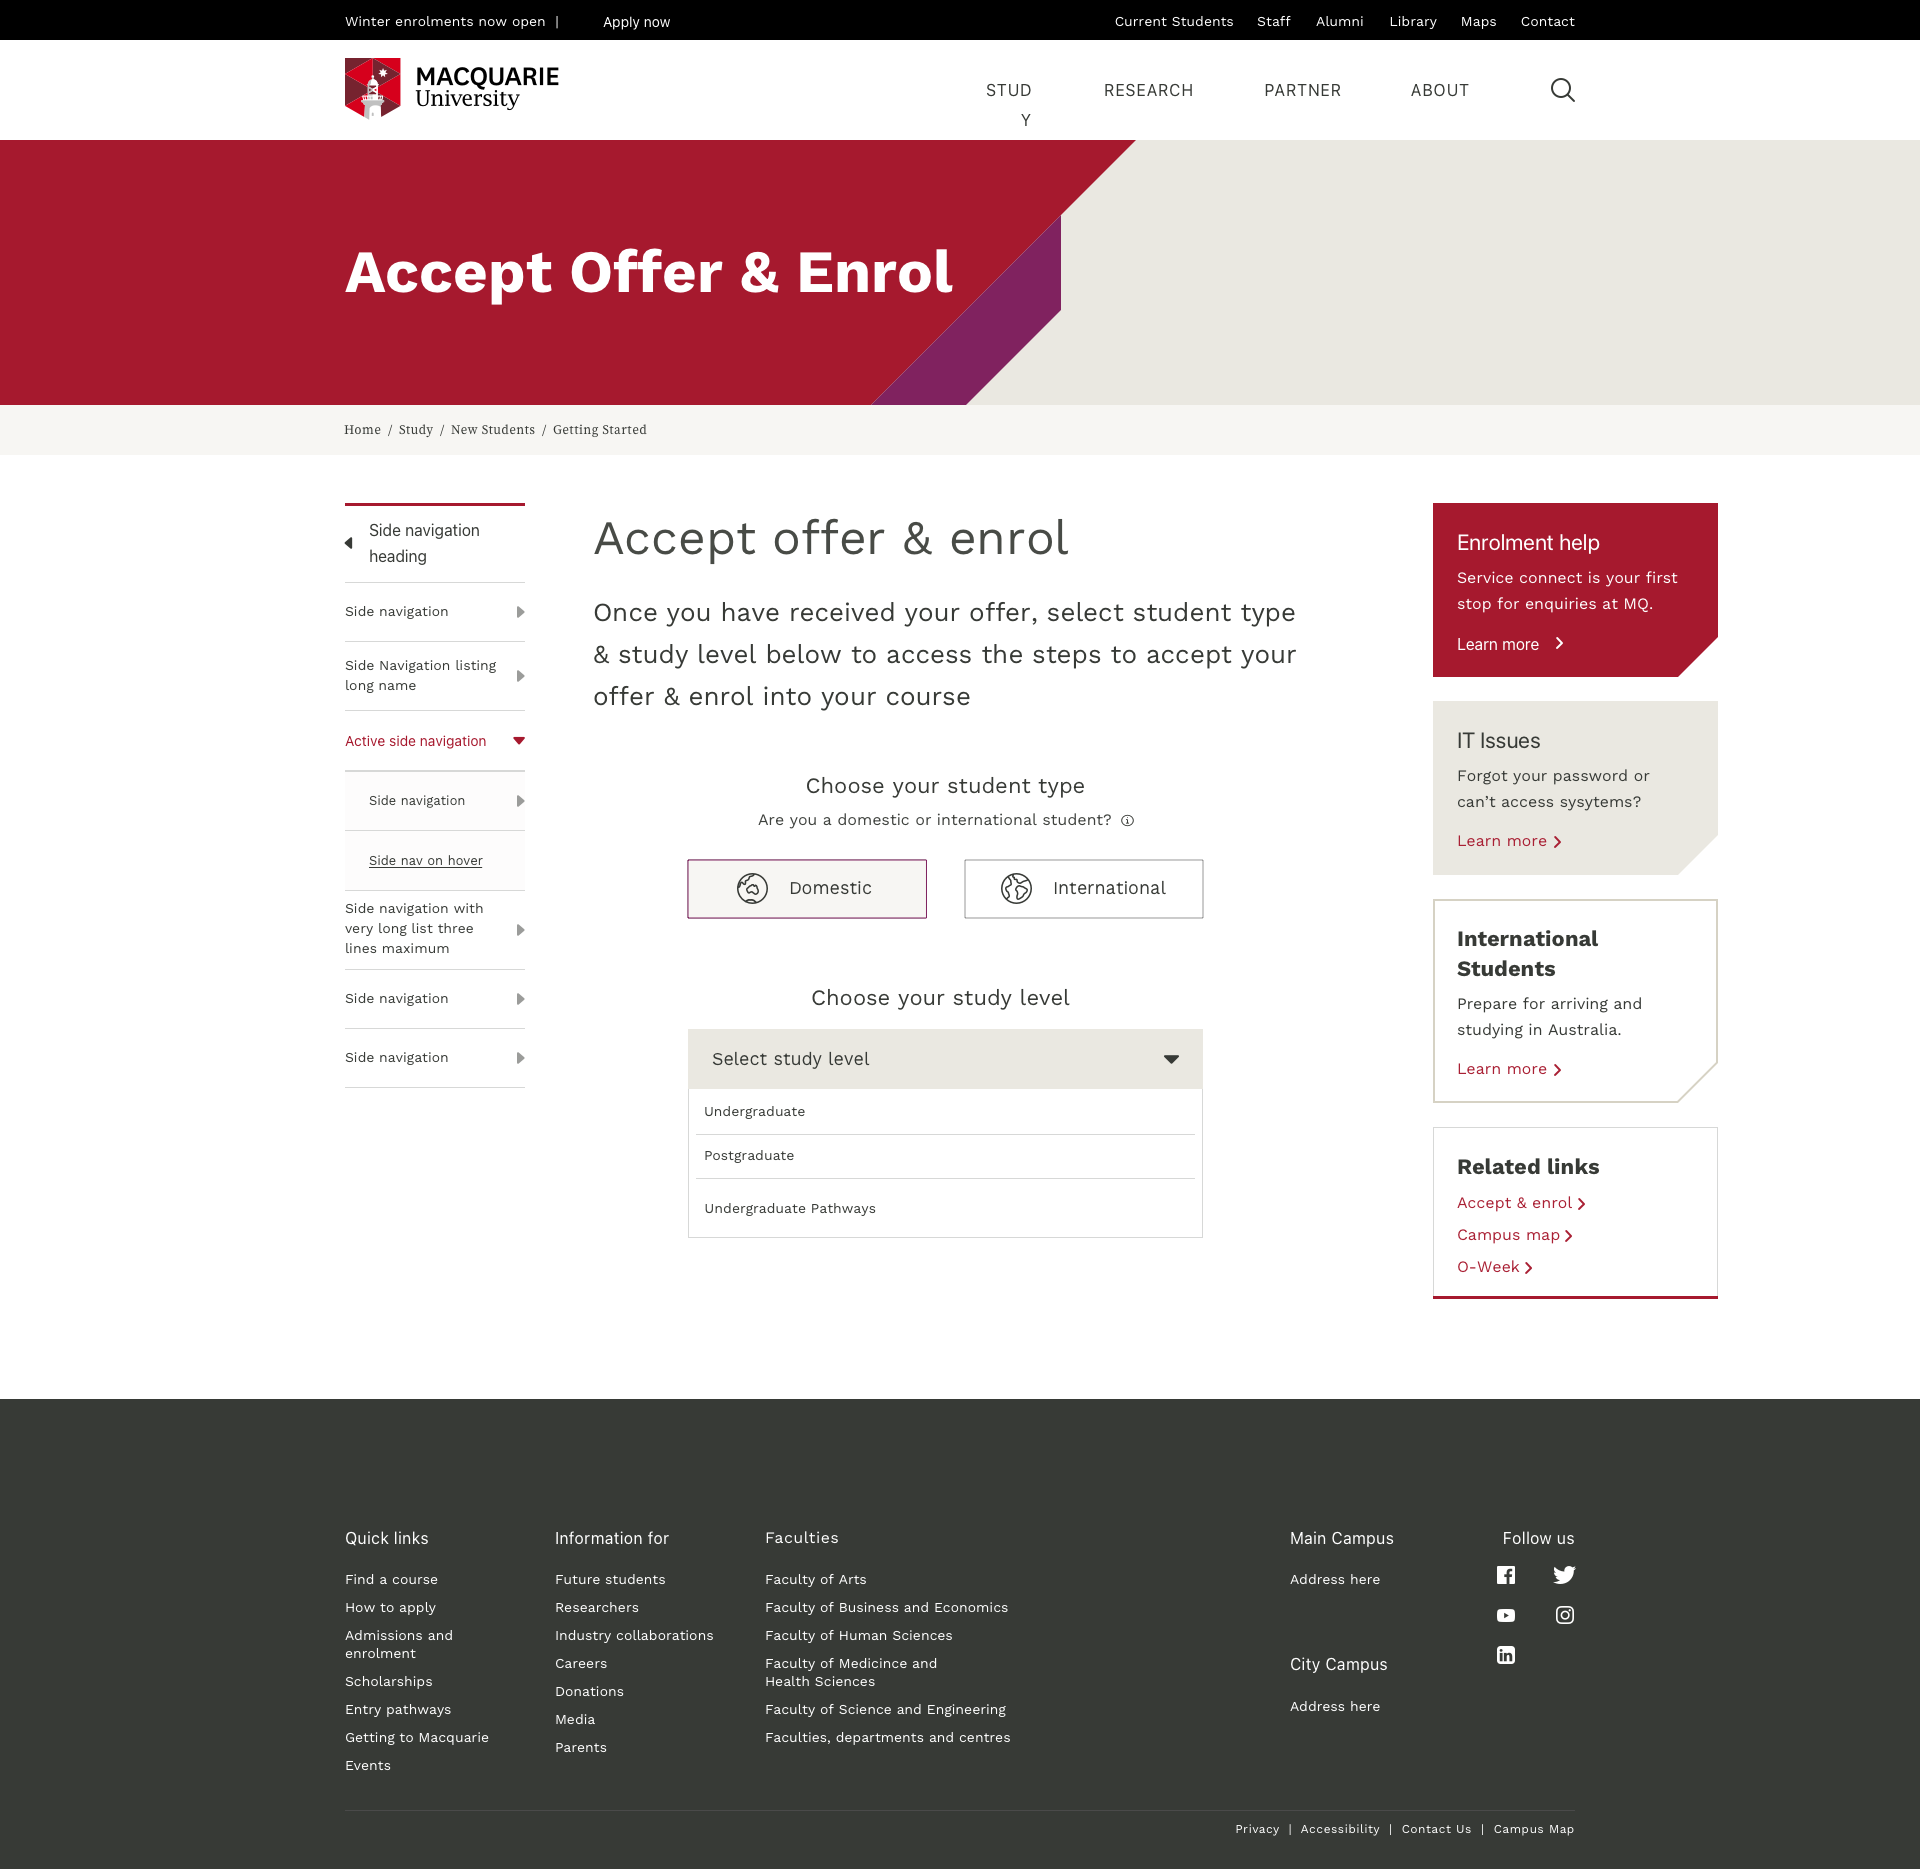 Winter enrolments now open | Apply now
Current Students Staff Alumni Library Maps Contact
MACQUARIE
University
STUD
Y
RESEARCH PARTNER ABOUT
Accept Offer & Enrol
Home / Study / New Students / Getting Started
Side navigation
heading
Side navigation
Side Navigation listing
long name
Active side navigation
Side navigation
Side nav on hover
Side navigation with
very long list three
lines maximum
Side navigation
Side navigation
Accept offer & enrol
Once you have received your offer, select student type
& study level below to access the steps to accept your
offer & enrol into your course
Choose your student type
Are you a domestic or international student?
Domestic
International
Choose your study level
Select study level
Undergraduate
Postgraduate
Undergraduate Pathways
Enrolment help
Service connect is your first
stop for enquiries at MQ.
Learn more
IT Issues
Forgot your password or
can’t access sysytems?
Learn more
International
Students
Prepare for arriving and
studying in Australia.
Learn more
Related links
Accept & enrol
Campus map
O-Week
Quick links
Find a course
How to apply
Admissions and
enrolment
Scholarships
Entry pathways
Getting to Macquarie
Events
Information for
Future students
Researchers
Industry collaborations
Careers
Donations
Media
Parents
Faculties
Faculty of Arts
Faculty of Business and Economics
Faculty of Human Sciences
Faculty of Medicince and
Health Sciences
Faculty of Science and Engineering
Faculties, departments and centres
Main Campus
Address here
City Campus
Address here
Follow us
Privacy | Accessibility | Contact Us | Campus Map